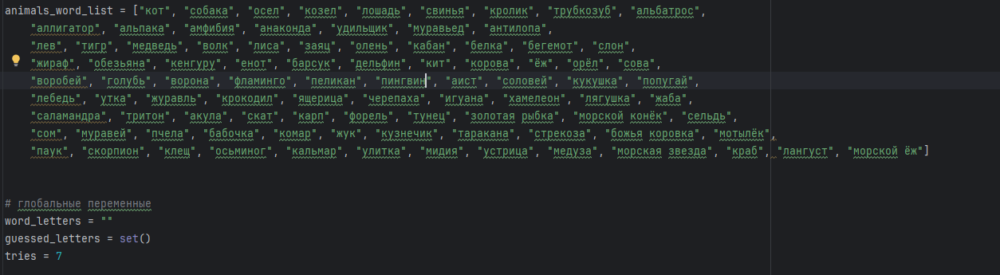 animals_word_list = ["кот", "собака", "осел", "козел", "лошадь", "свинья", "кролик", "трубкозуб", "альбатрос",
"аллигатор", "альпака", "амфибия", "анаконда", "удильщик", "муравьед", "антилопа",
"лев", "тигр", "медведь", "волк", "лиса", "заяц", "олень", "кабан", "белка", "бегемот", "слон",
"жираф", "обезьяна", "кенгуру", "енот", "барсук", "дельфин", "кит", "корова", "ёж", "орёл", "сова",
"воробей", "голубь", "ворона", "фламинго", "пеликан", "пингвин", "аист", "соловей", "кукушка", "попугай",
"лебедь", "утка", "журавль", "крокодил", "ящерица", "черепаха", "игуана", "хамелеон", "лягушка", "жаба",
"саламандра", "тритон", "акула", "скат", "карп", "форель", "тунец", "золотая рыбка", "морской конёк", "сельдь",
"сом", "муравей", "пчела", "бабочка", "комар", "жук", "кузнечик", "таракана", "стрекоза", "божья коровка", "мотылёк",
"паук", "скорпион", "клещ", "осьминог", "кальмар", "улитка", "мидия", "устрица", "медуза", "морская звезда", "краб", "лангуст", "морской ёж"]
# глобальные переменные
word_letters = ""
guessed_letters = set()
tries = 7